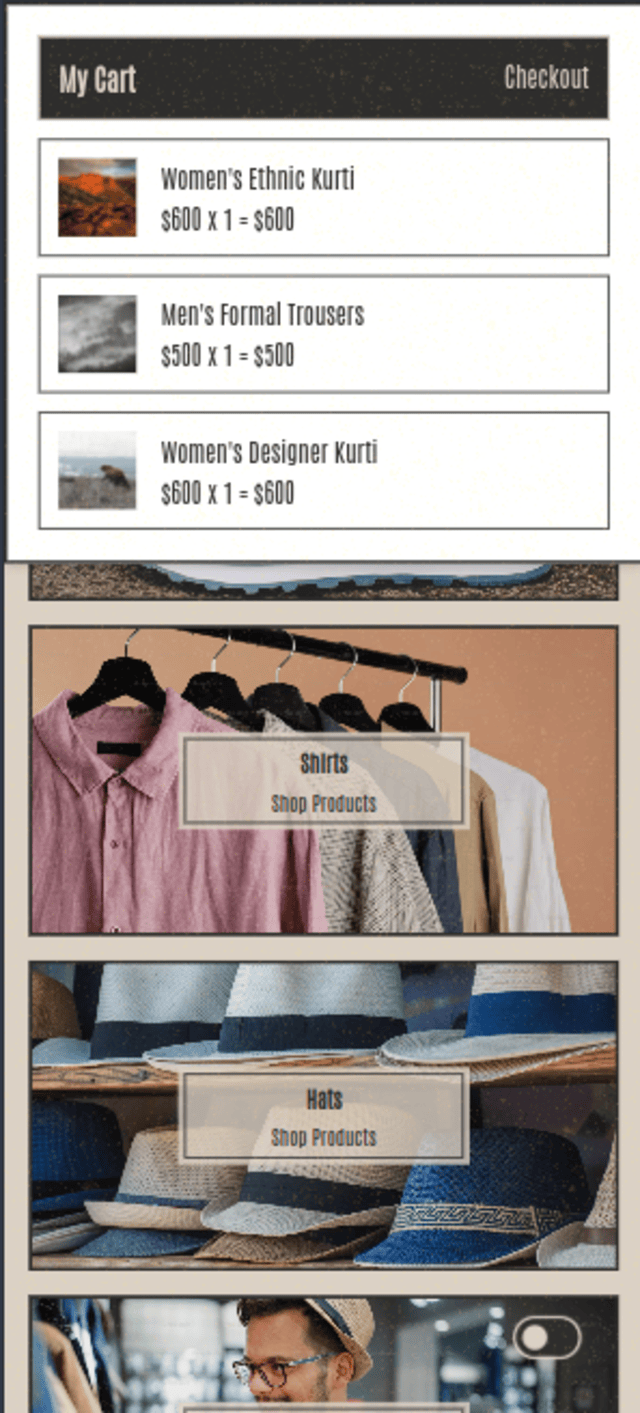 My Cart
Checkout
Women's Ethnic Kurti
$600 x 1 = $600
Men's Formal Trousers
$500 x 1 = $500
Women's Designer Kurti
$600 x 1 = $600
Shirts
Shop Products
Hats
Shop Products